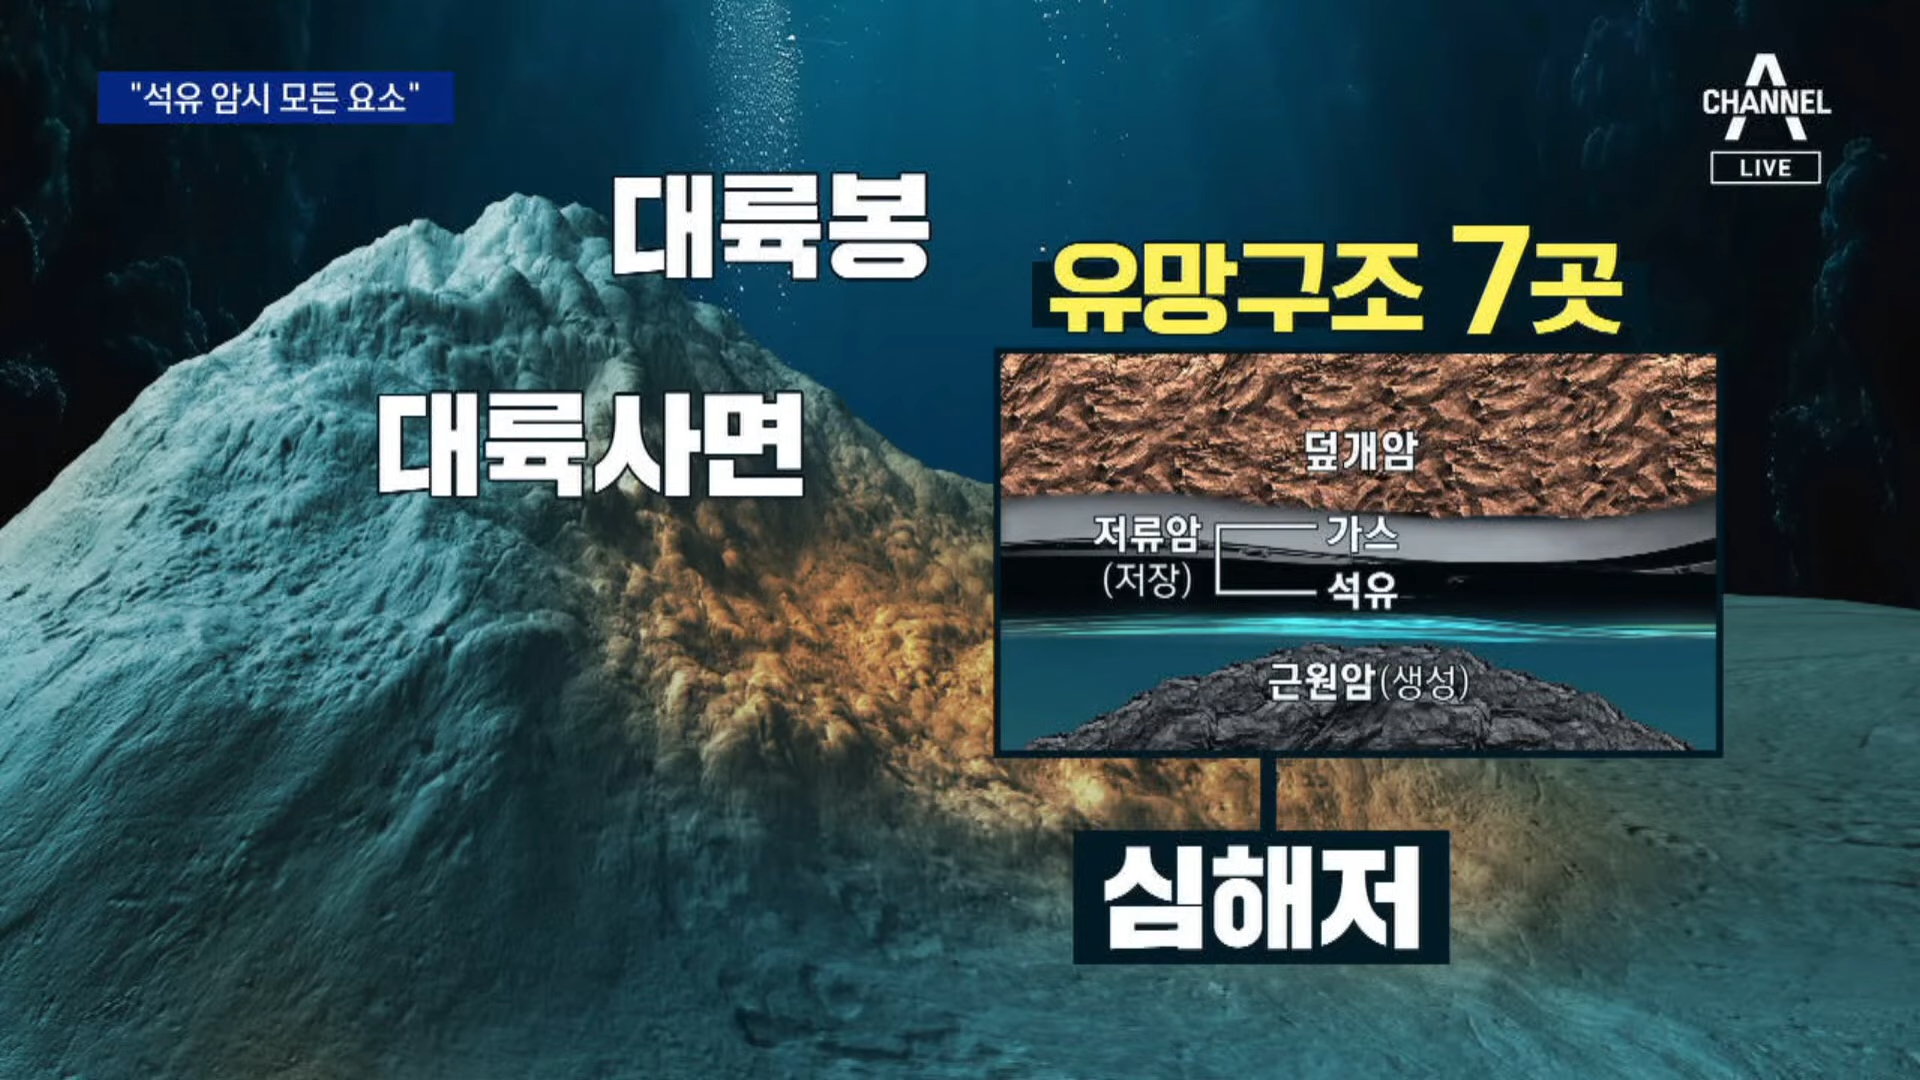 "석유 암시 모든 요소"
CHANNEL A
LIVE
대륙봉
유망구조 7곳
대륙사면
덮개암
저류암
(저장)
가스
석유
근원암(생성)
심해저